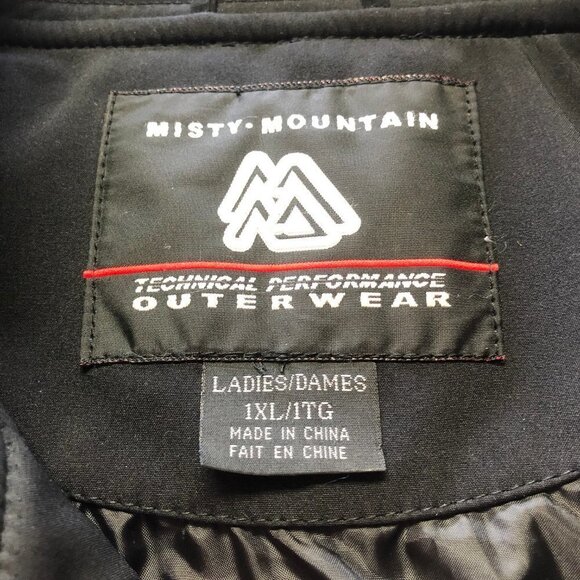 MISTY•MOUNTAIN
TECHNICAL PERFORMANCE
OUTERWEAR
LADIES/DAMES
1XL/1TG
MADE IN CHINA
FAIT EN CHINE